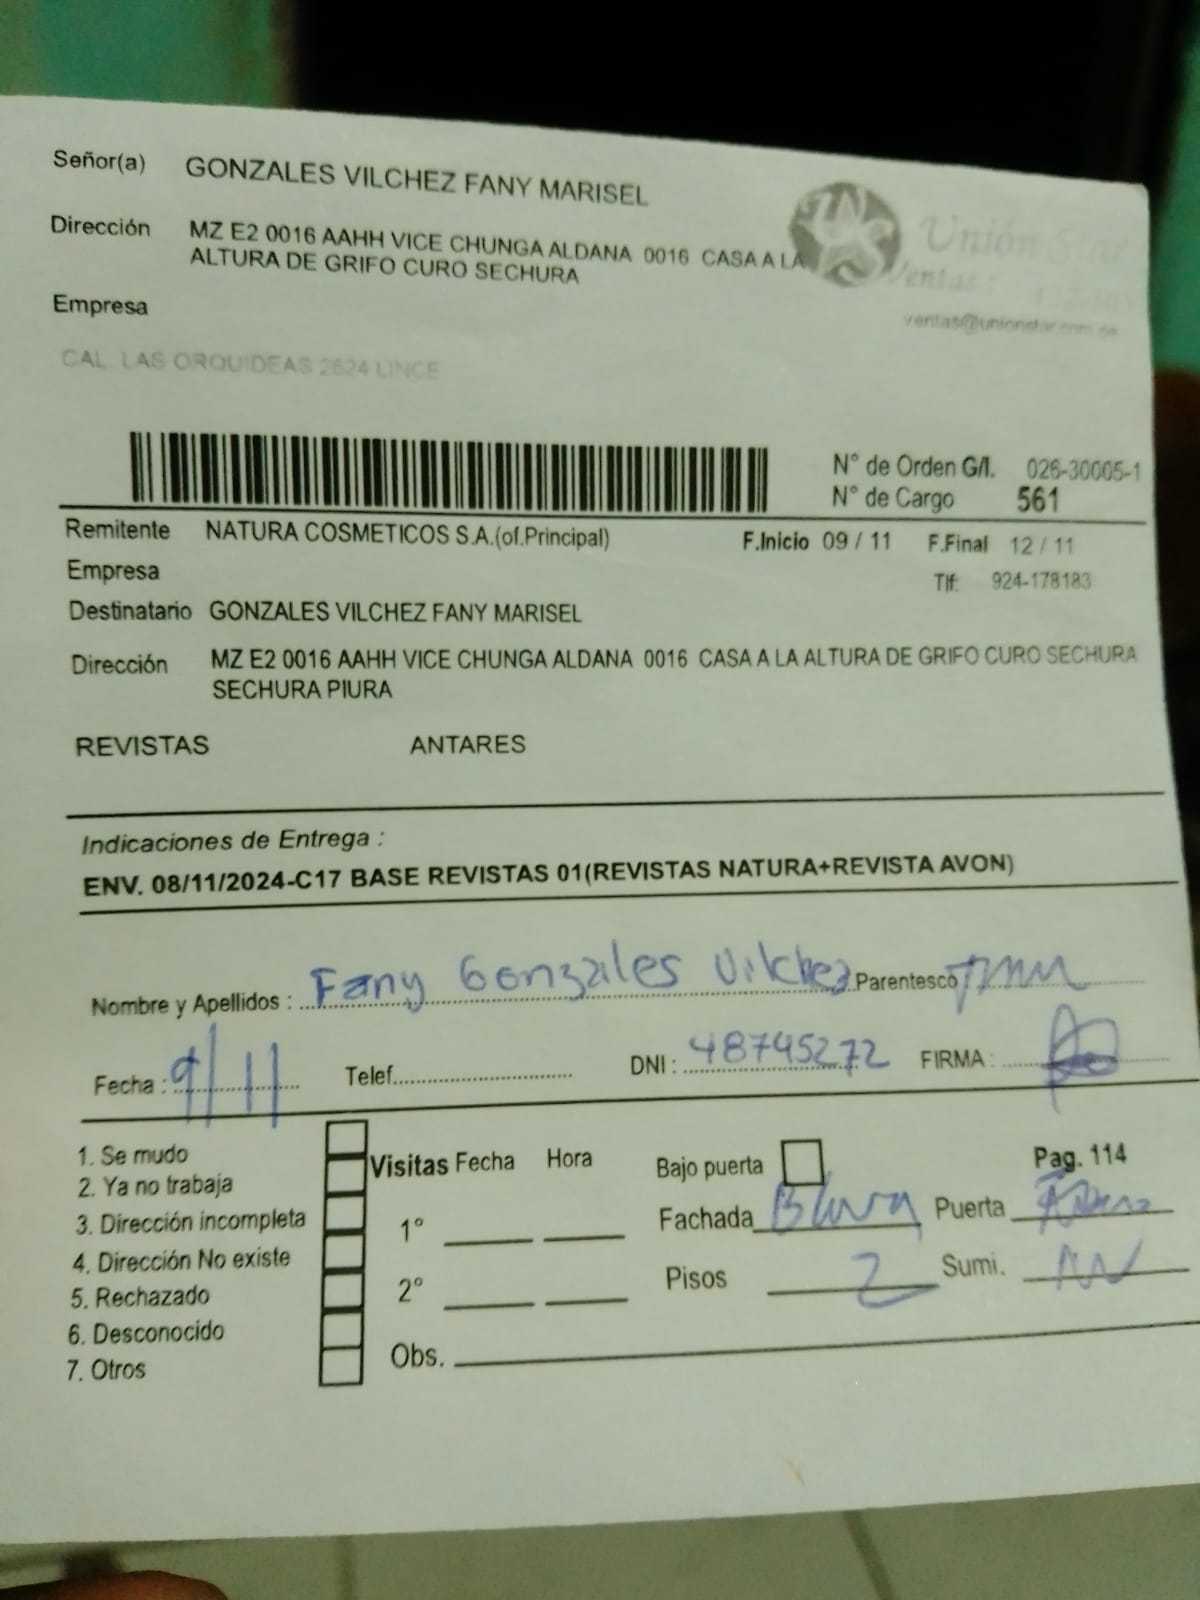 Señor(a) GONZALES VILCHEZ FANY MARISEL
Dirección MZ E2 0016 AAHH VICE CHUNGA ALDANA 0016 CASA A LA
ALTURA DE GRIFO CURO SECHURA
Unión Star
Ventas:
ventas@unionstar.com.pe
Empresa
CAL. LAS ORQUIDEAS 2624 LINCE
N° de Orden G/I. 026-30005-1
N° de Cargo 561
Remitente NATURA COSMETICOS S.A.(of.Principal) F.Inicio 09 / 11 F.Final 12 / 11
Empresa Tlf: 924-178183
Destinatario GONZALES VILCHEZ FANY MARISEL
Dirección MZ E2 0016 AAHH VICE CHUNGA ALDANA 0016 CASA A LA ALTURA DE GRIFO CURO SECHURA
SECHURA PIURA
REVISTAS ANTARES
Indicaciones de Entrega :
ENV. 08/11/2024-C17 BASE REVISTAS 01(REVISTAS NATURA+REVISTA AVON)
Nombre y Apellidos : Fany Gonzales Vilchez Parentesco
Fecha : 9/11 Telef. DNI : 48745272 FIRMA :
1. Se mudo
2. Ya no trabaja
3. Dirección incompleta
4. Dirección No existe
5. Rechazado
6. Desconocido
7. Otros
Visitas Fecha Hora
1°
2°
Obs.
Bajo puerta Pag. 114
Fachada Puerta
Pisos 2 Sumi.